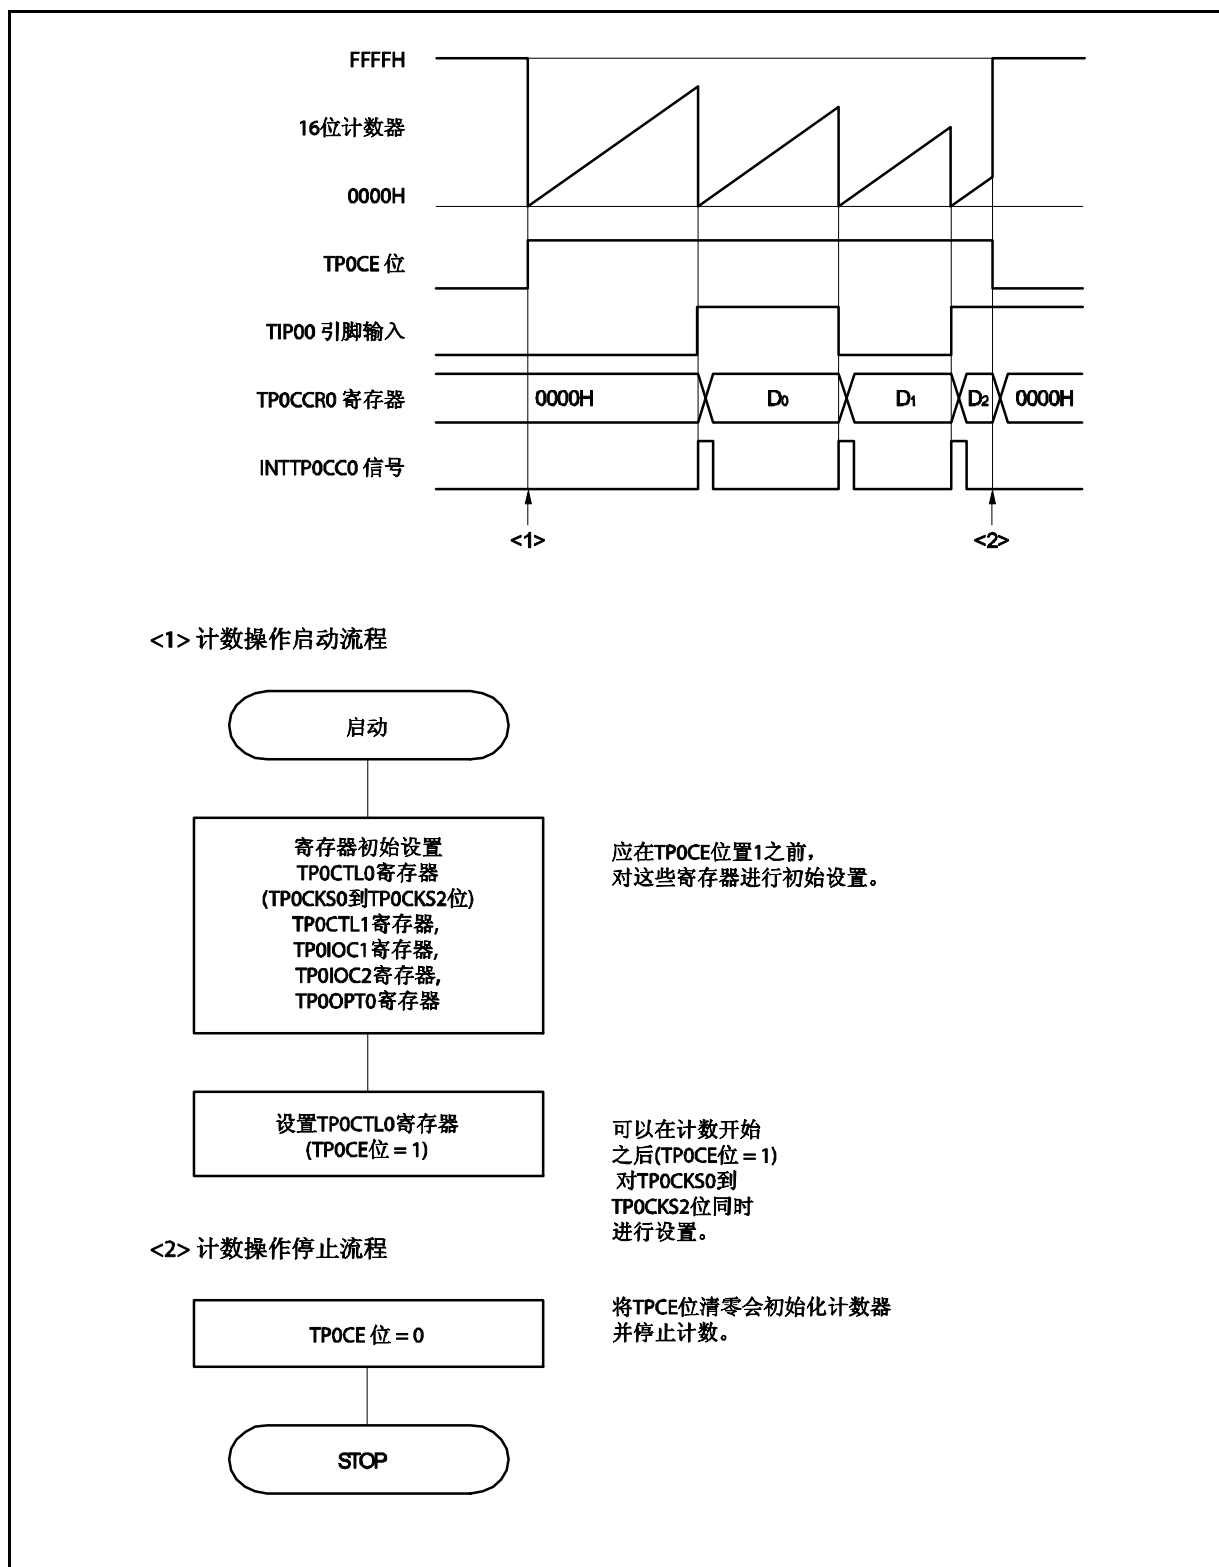 FFFFH
16位计数器
0000H
TP0CE 位
TIP00 引脚输入
TP0CCR0 寄存器
0000H
D0
D1
D2
0000H
INTTP0CC0 信号
<1>
<2>
<1> 计数操作启动流程
启动
寄存器初始设置
TP0CTL0寄存器
(TP0CKS0到TP0CKS2位)
TP0CTL1寄存器,
TP0IOC1寄存器,
TP0IOC2寄存器,
TP0OPT0寄存器
应在TP0CE位置1之前,
对这些寄存器进行初始设置。
设置TP0CTL0寄存器
(TP0CE位 = 1)
可以在计数开始
之后(TP0CE位 = 1)
对TP0CKS0到
TP0CKS2位同时
进行设置。
<2> 计数操作停止流程
TP0CE 位 = 0
将TPCE位清零会初始化计数器
并停止计数。
STOP